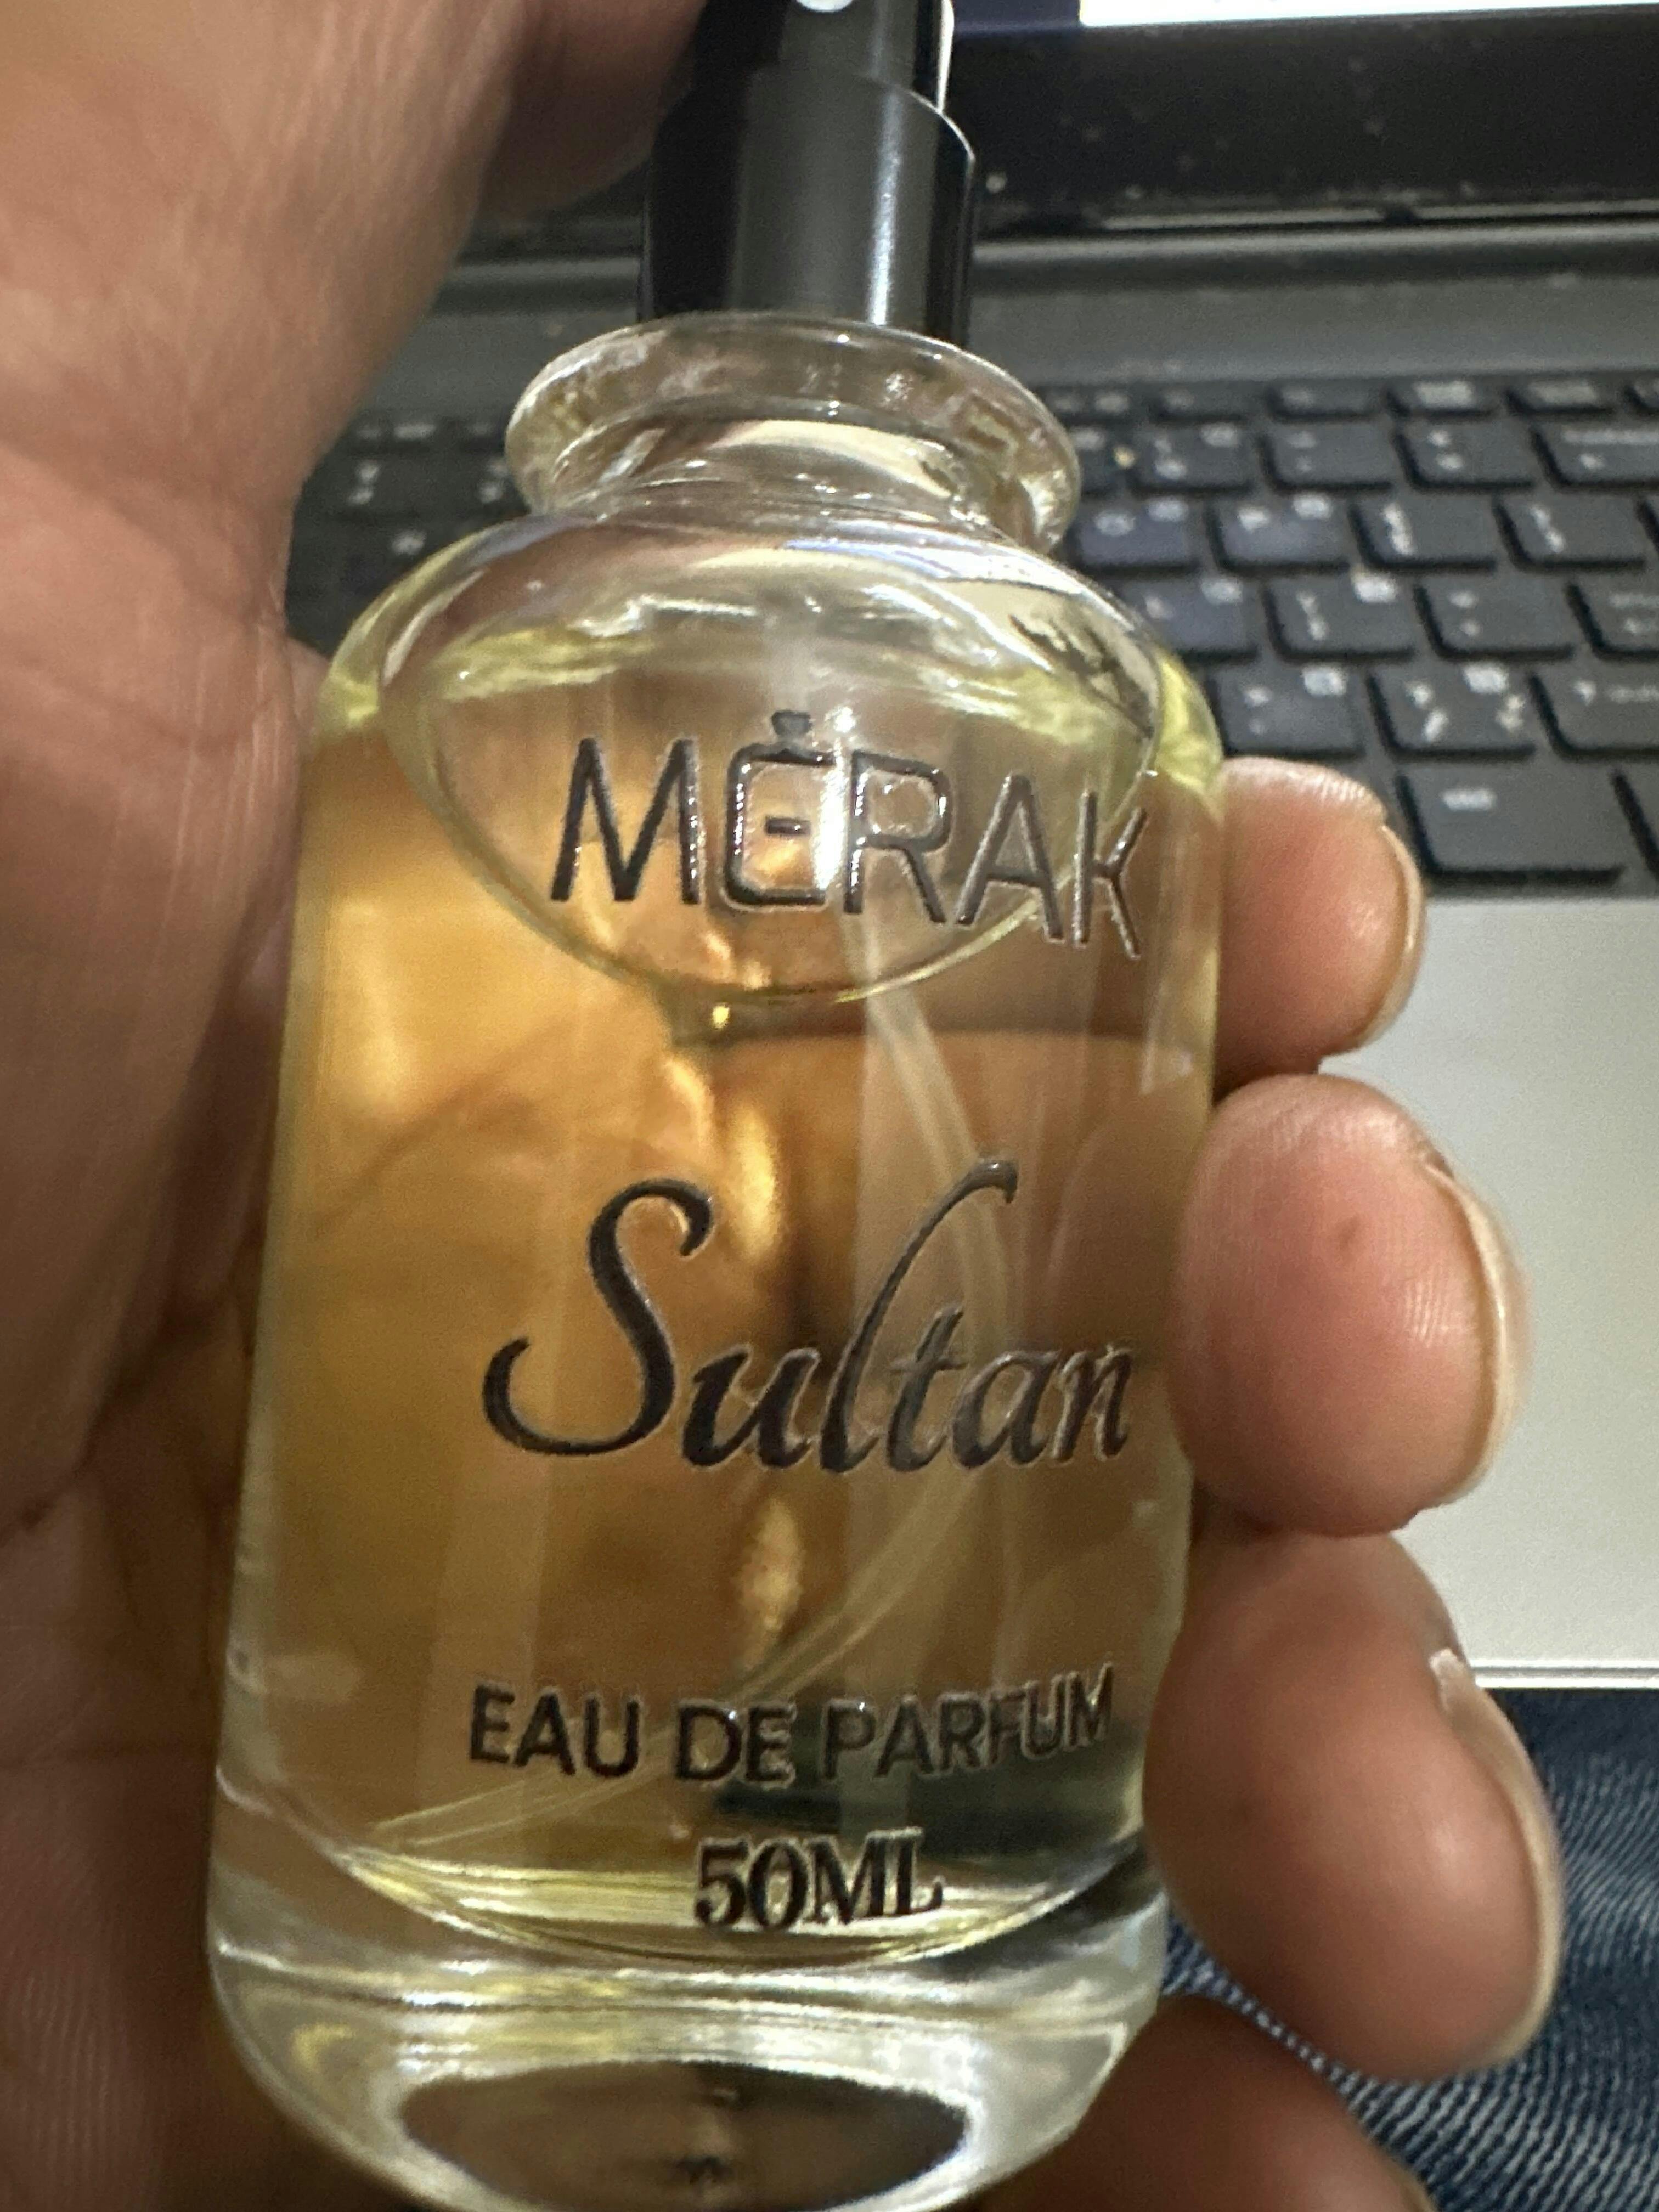 MĖRAK
Sultan
EAU DE PARFUM
50ML